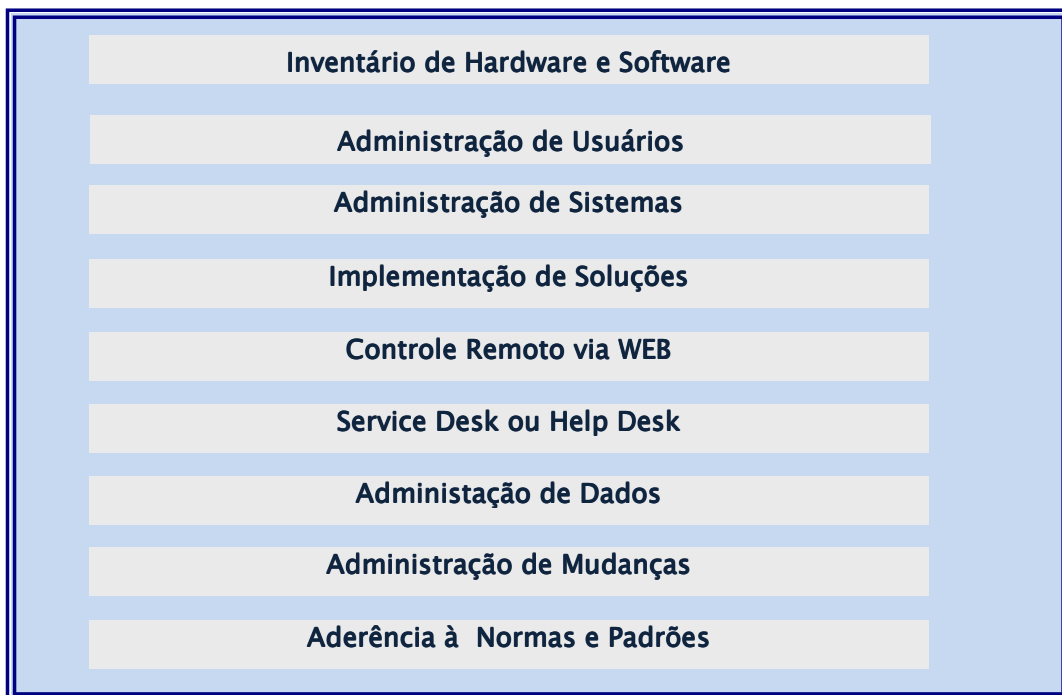 Inventário de Hardware e Software
Administração de Usuários
Administração de Sistemas
Implementação de Soluções
Controle Remoto via WEB
Service Desk ou Help Desk
Administação de Dados
Administração de Mudanças
Aderência à  Normas e Padrões